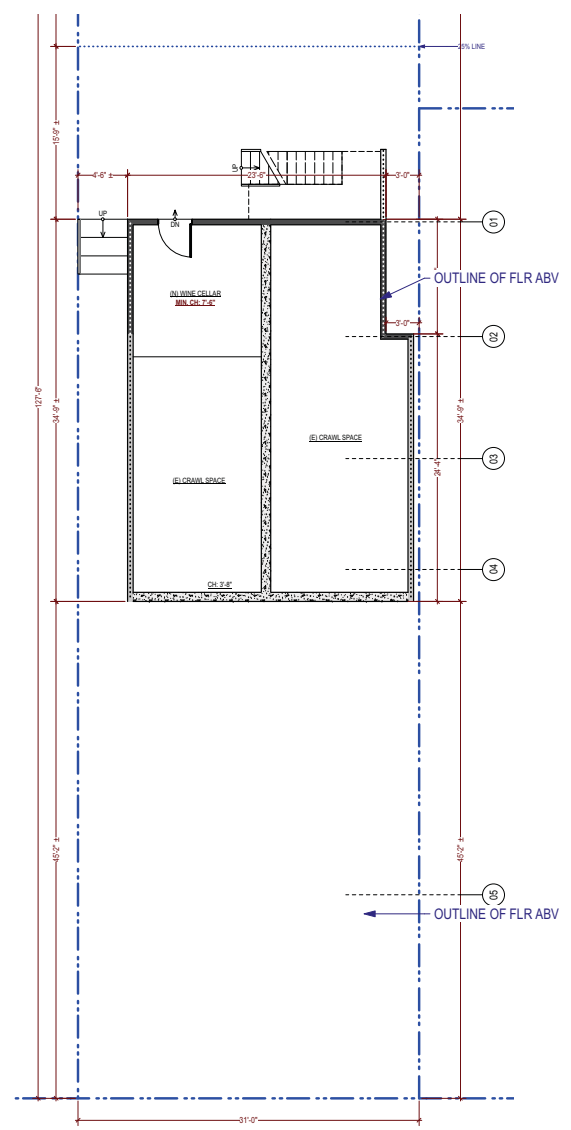 25% LINE
15'-9" ±
4'-6" ±
UP
23'-6"
3'-0"
UP
DN
01
OUTLINE OF FLR ABV
(N) WINE CELLAR
MIN. CH: 7'-6"
3'-0"
02
127'-6"
34'-9" ±
34'-9" ±
(E) CRAWL SPACE
03
24'-4"
(E) CRAWL SPACE
04
CH: 3'-8"
45'-2" ±
45'-2" ±
05
OUTLINE OF FLR ABV
31'-0"